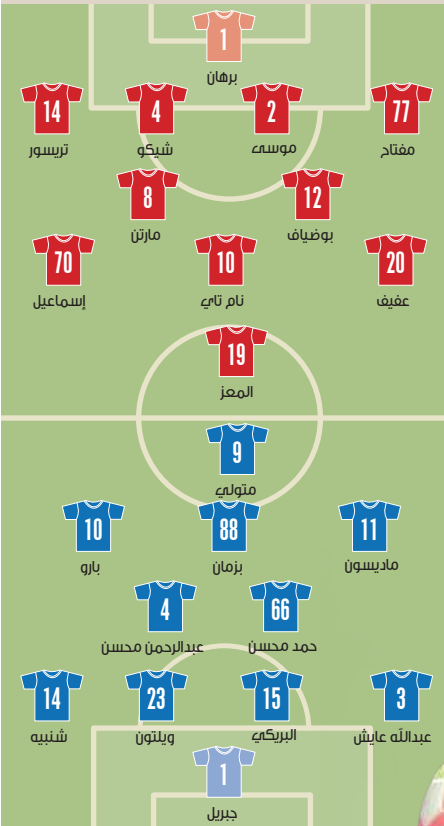 1
برهان
77 2 4 14
مفتاح موسى شيكو تريسور
12 8
بوضياف مارتن
20 10 70
عفيف نام تاي إسماعيل
19
المعز
9
متولي
11 88 10
ماديسون بزمان بارو
66 4
حمد محسن عبدالرحمن محسن
3 15 23 14
عبدالله عايش البريكي ويلتون شنبيه
1
جبريل